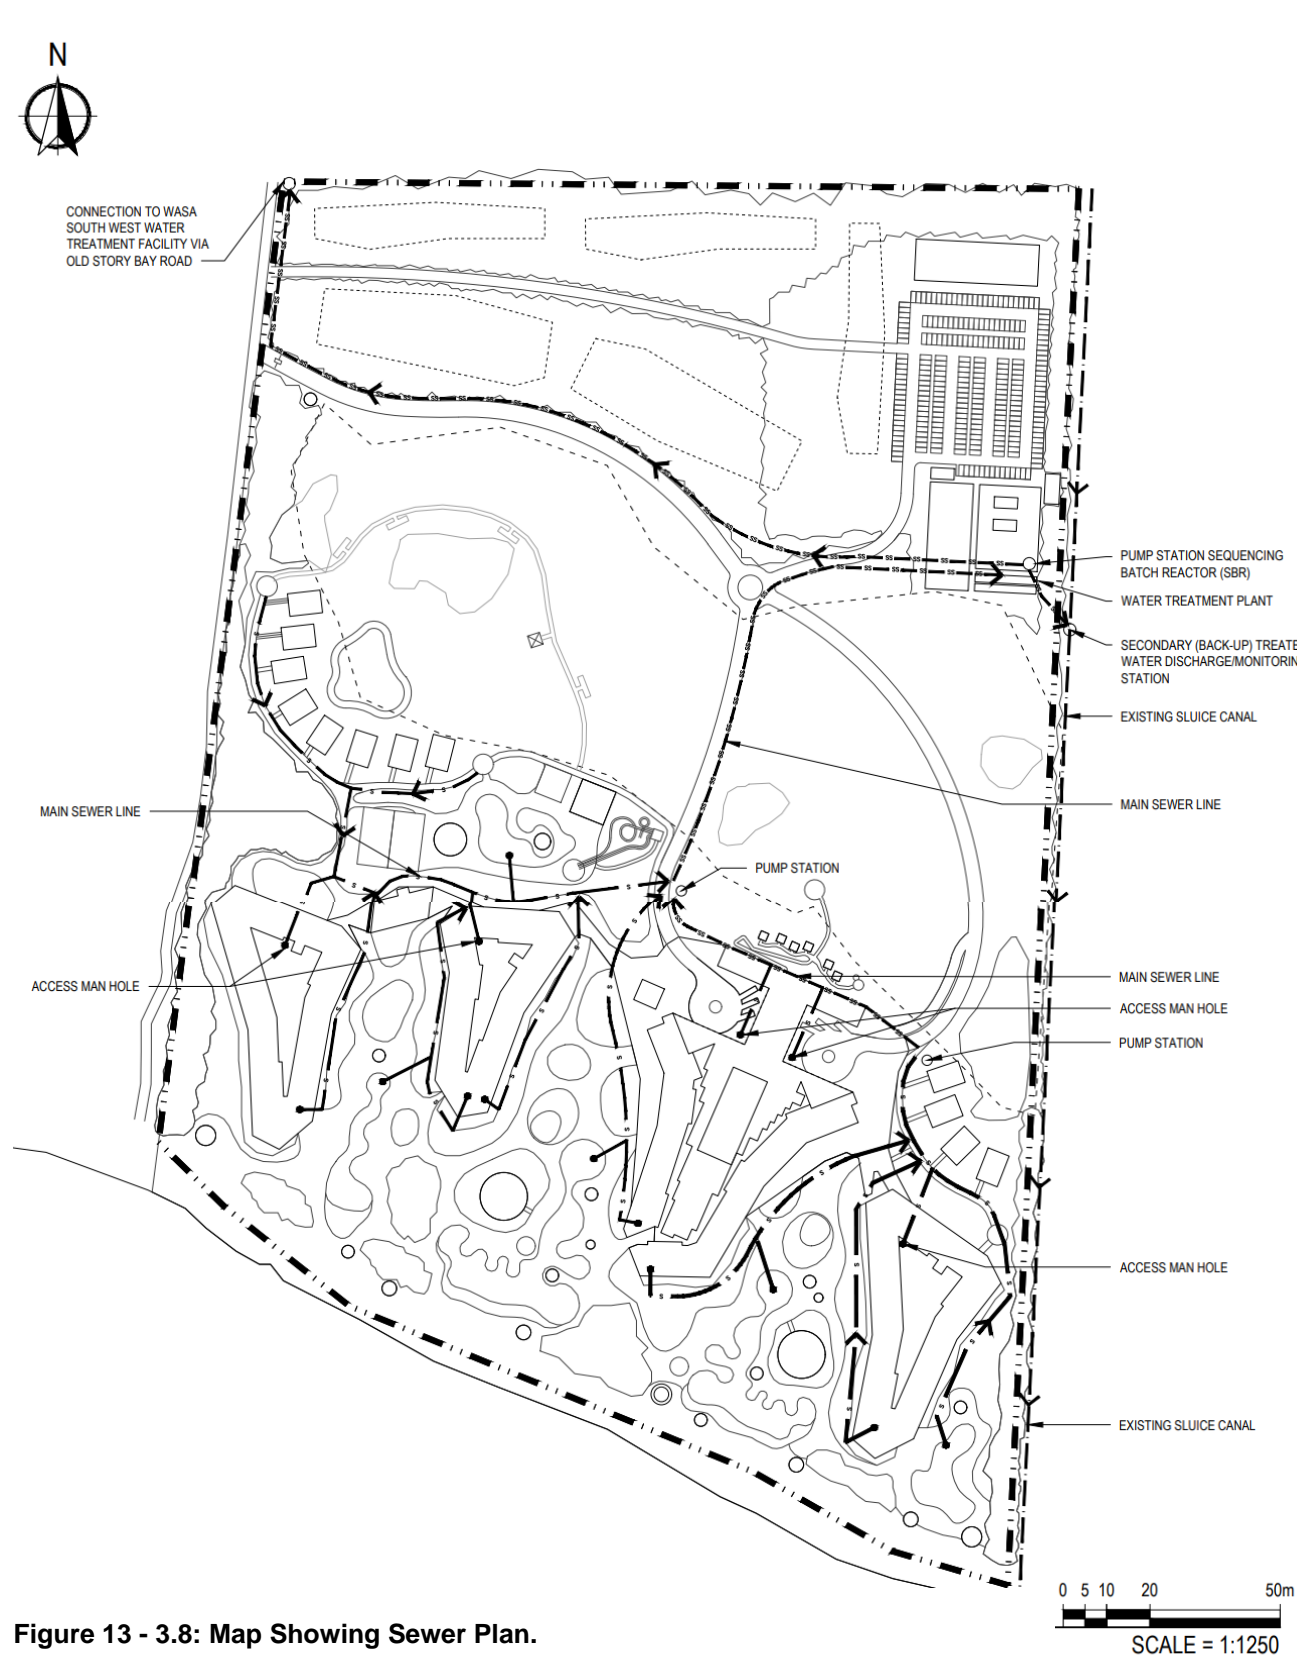 N
CONNECTION TO WASA
SOUTH WEST WATER
TREATMENT FACILITY VIA
OLD STORY BAY ROAD
PUMP STATION SEQUENCING
BATCH REACTOR (SBR)
WATER TREATMENT PLANT
SECONDARY (BACK-UP) TREATE
WATER DISCHARGE/MONITORIN
STATION
EXISTING SLUICE CANAL
MAIN SEWER LINE
MAIN SEWER LINE
PUMP STATION
MAIN SEWER LINE
ACCESS MAN HOLE
ACCESS MAN HOLE
PUMP STATION
ACCESS MAN HOLE
EXISTING SLUICE CANAL
0 5 10 20 50m
SCALE = 1:1250
Figure 13 - 3.8: Map Showing Sewer Plan.